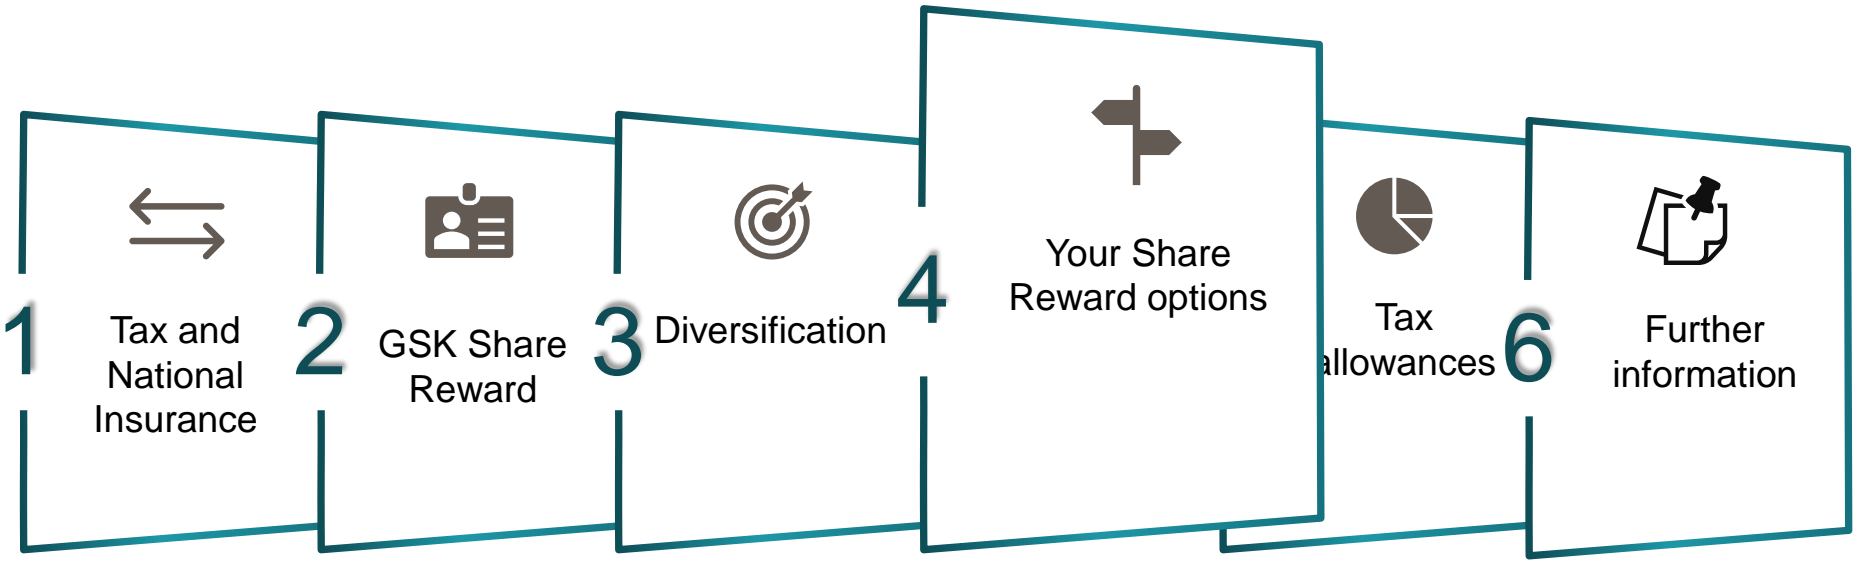 1
Tax and
National
Insurance
2
GSK Share
Reward
3
Diversification
4
Your Share
Reward options
Tax
allowances
6
Further
information